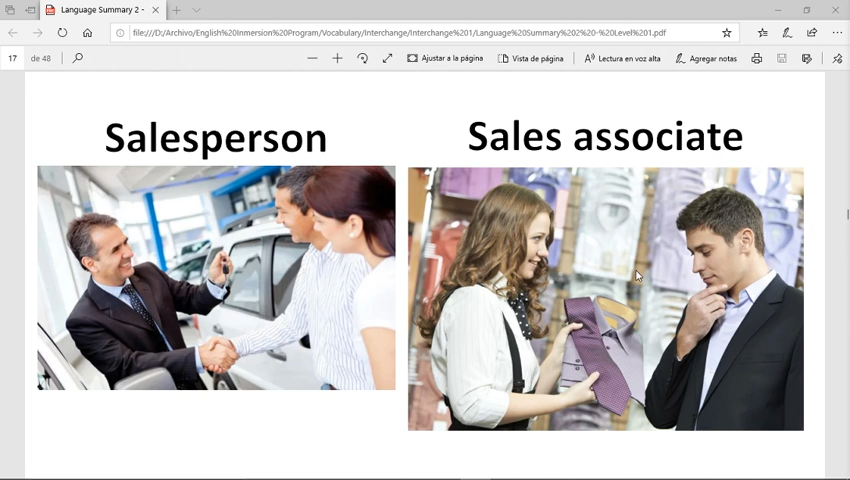 Language Summary 2 -
file:///D:/Archivo/English%20Inmersion%20Program/Vocabulary/Interchange/Interchange%201/Language%20Summary%202%20-%20Level%201.pdf
17 de 48 Ajustar a la página Vista de página Lectura en voz alta Agregar notas
Salesperson
Sales associate